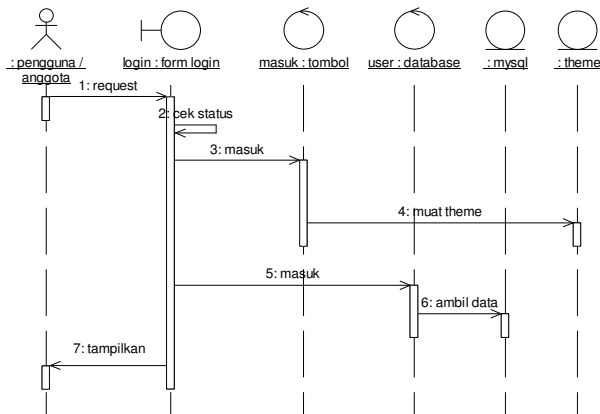 : pengguna /
anggota
login : form login
masuk : tombol
user : database
: mysql
: theme
1: request
2: cek status
3: masuk
4: muat theme
5: masuk
6: ambil data
7: tampilkan